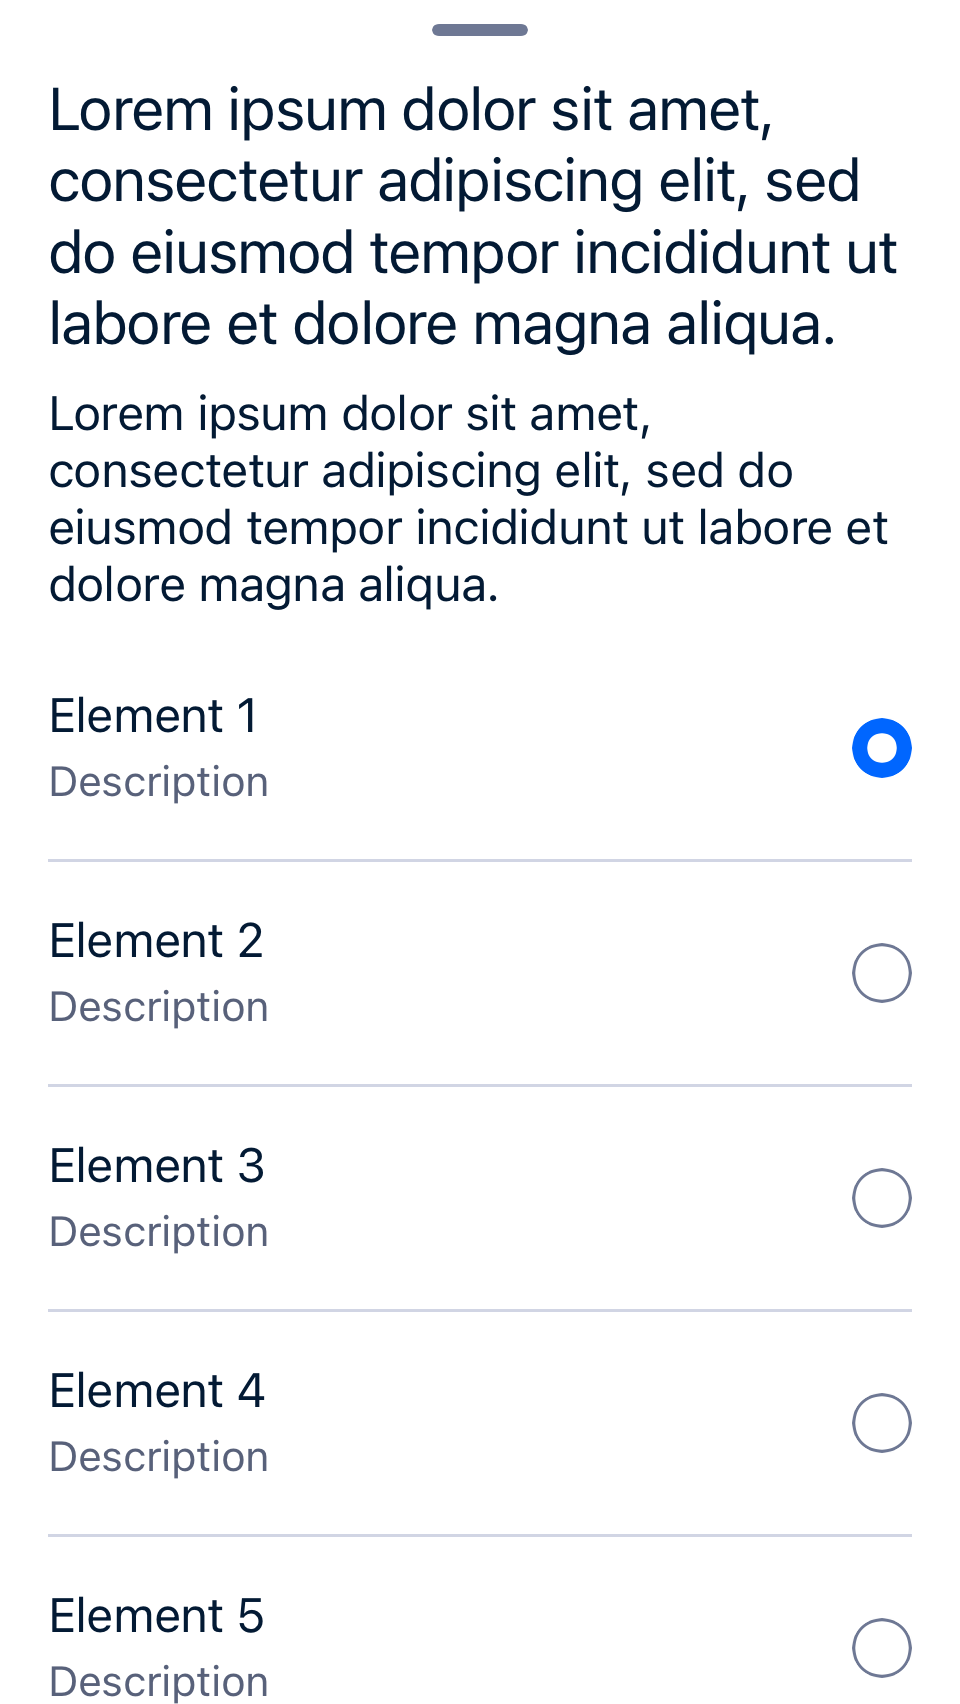 Lorem ipsum dolor sit amet,
consectetur adipiscing elit, sed
do eiusmod tempor incididunt ut
labore et dolore magna aliqua.
Lorem ipsum dolor sit amet,
consectetur adipiscing elit, sed do
eiusmod tempor incididunt ut labore et
dolore magna aliqua.
Element 1
Description
Element 2
Description
Element 3
Description
Element 4
Description
Element 5
Description